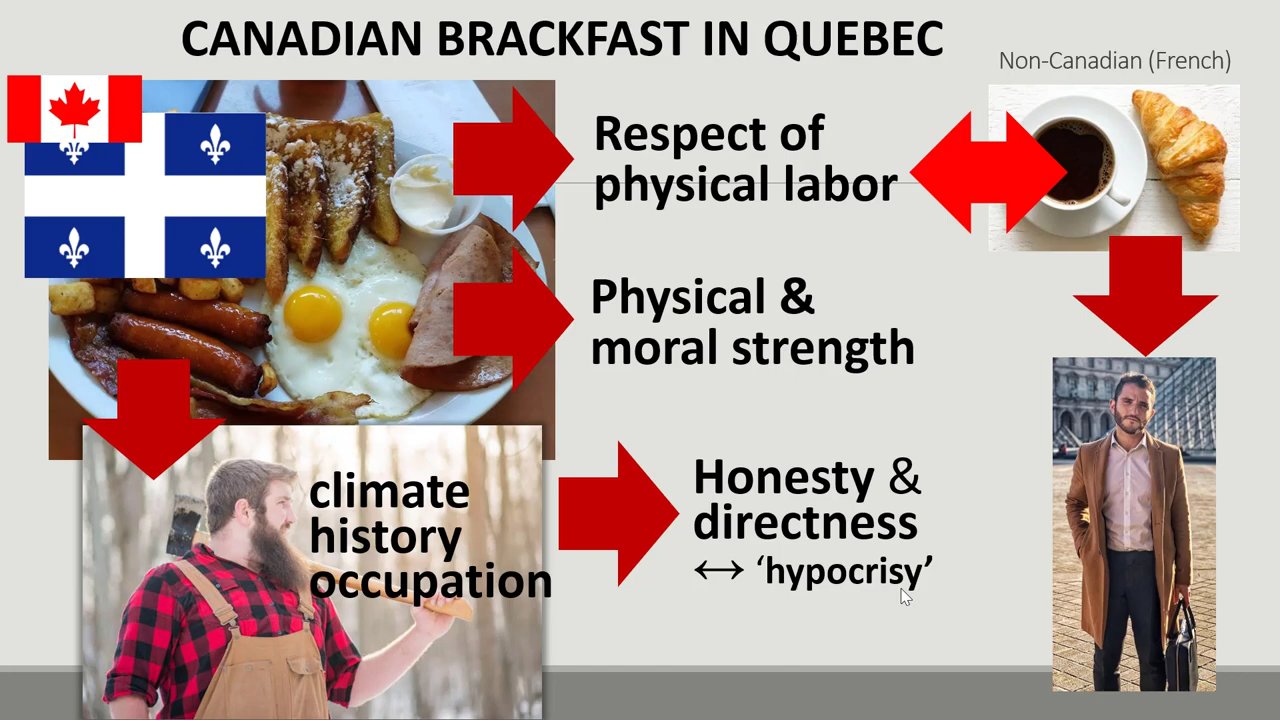 CANADIAN BRACKFAST IN QUEBEC
Non-Canadian (French)
Respect of
physical labor
Physical &
moral strength
climate
history
occupation
Honesty &
directness
↔ ‘hypocrisy’